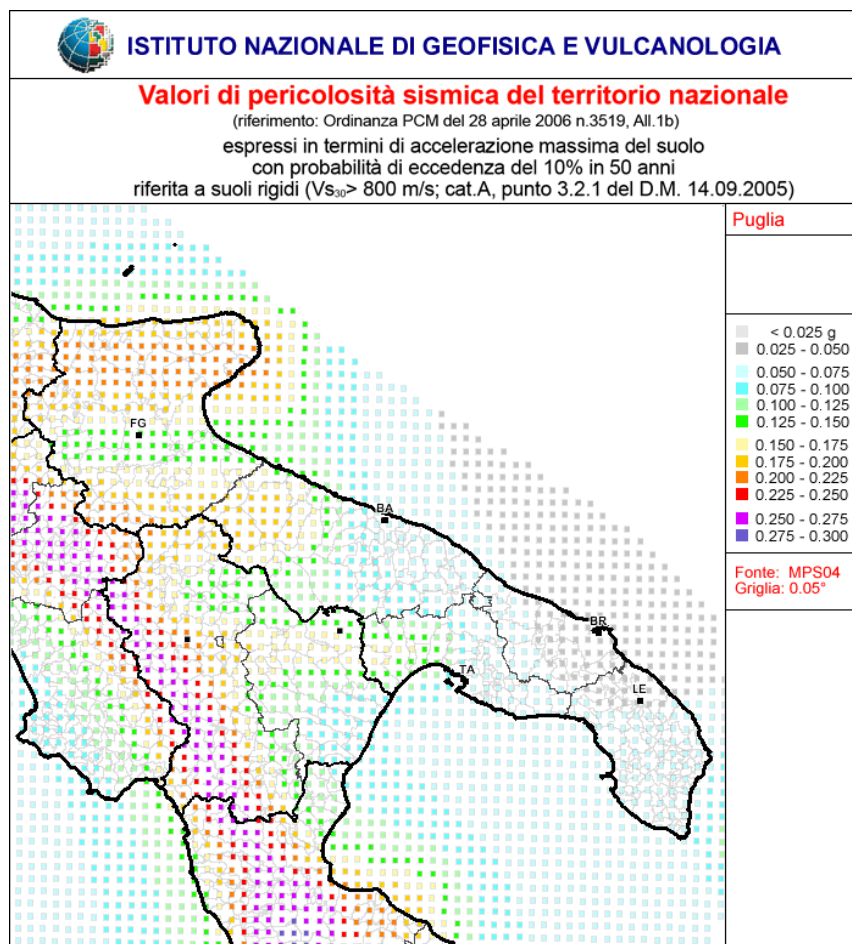 ISTITUTO NAZIONALE DI GEOFISICA E VULCANOLOGIA
Valori di pericolosità sismica del territorio nazionale
(riferimento: Ordinanza PCM del 28 aprile 2006 n.3519, All.1b)
espressi in termini di accelerazione massima del suolo
con probabilità di eccedenza del 10% in 50 anni
riferita a suoli rigidi (Vs30> 800 m/s; cat.A, punto 3.2.1 del D.M. 14.09.2005)
Puglia
< 0.025 g
0.025 - 0.050
0.050 - 0.075
0.075 - 0.100
0.100 - 0.125
0.125 - 0.150
0.150 - 0.175
0.175 - 0.200
0.200 - 0.225
0.225 - 0.250
0.250 - 0.275
0.275 - 0.300
Fonte: MPS04
Griglia: 0.05°
FG
BA
BR
TA
LE